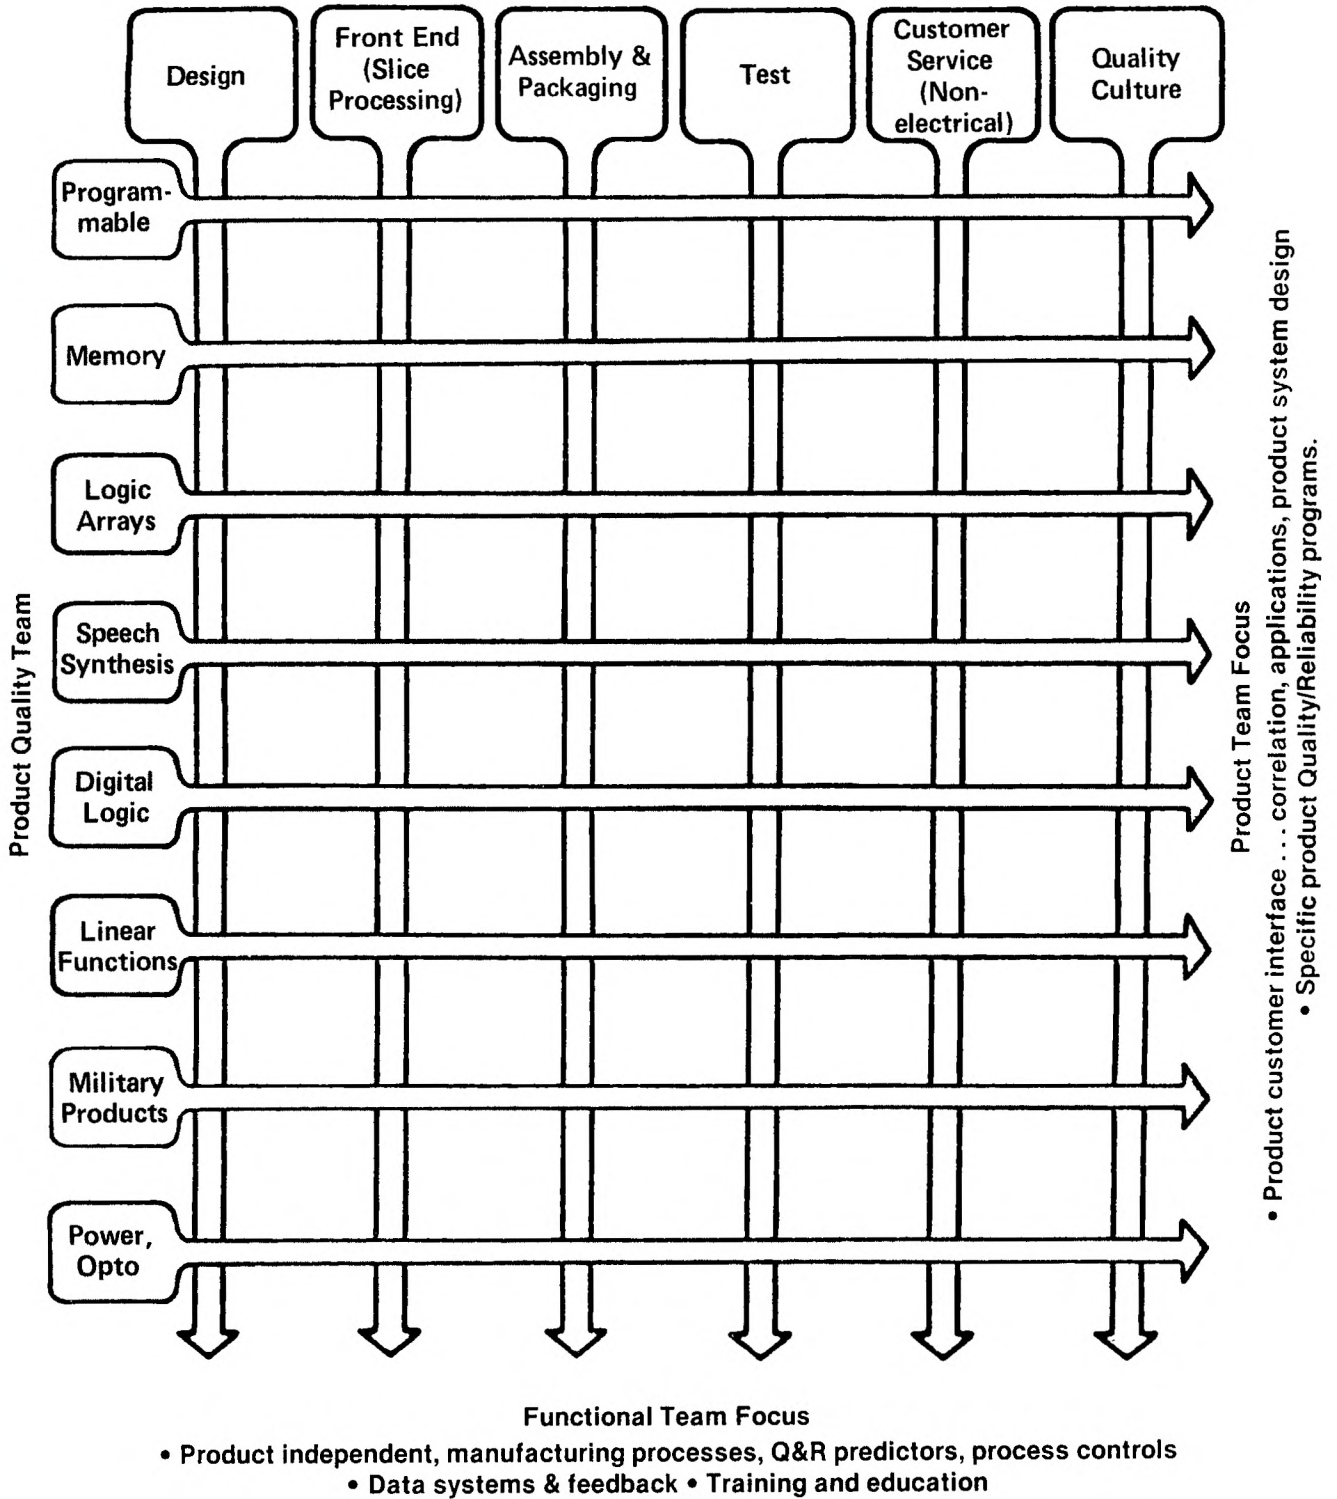 Design
Front End
(Slice
Processing)
Assembly &
Packaging
Test
Customer
Service
(Non-
electrical)
Quality
Culture
Program-
mable
Memory
Logic
Arrays
Speech
Synthesis
Digital
Logic
Linear
Functions
Military
Products
Power,
Opto
Product Quality Team
Product Team Focus
• Product customer interface . . . correlation, applications, product system design
• Specific product Quality/Reliability programs.
Functional Team Focus
• Product independent, manufacturing processes, Q&R predictors, process controls
• Data systems & feedback • Training and education